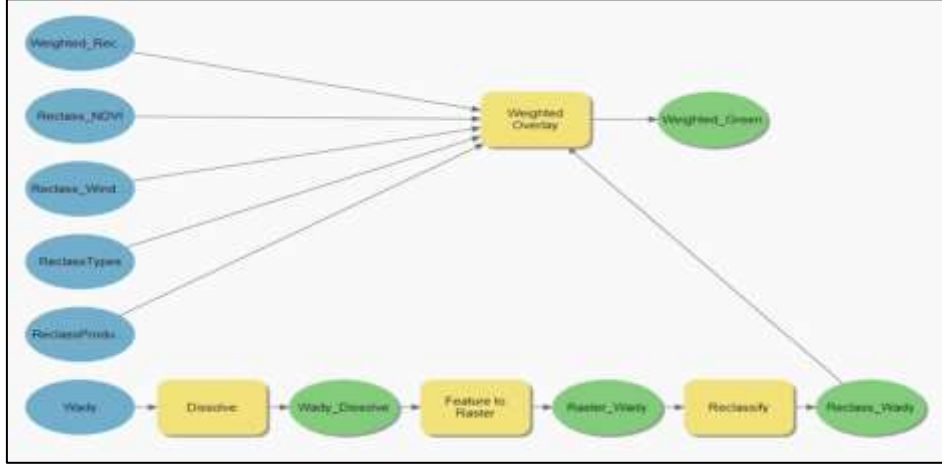 Weighted_Rec...
Reclass_NDVI
Weighted
Overlay
Weighted_Green
Reclass_Wind
ReclassTypes
ReclassProdu...
Wady
Dissolve
Wady_Dissolve
Feature to
Raster
Raster_Wady
Reclassify
Reclass_Wady